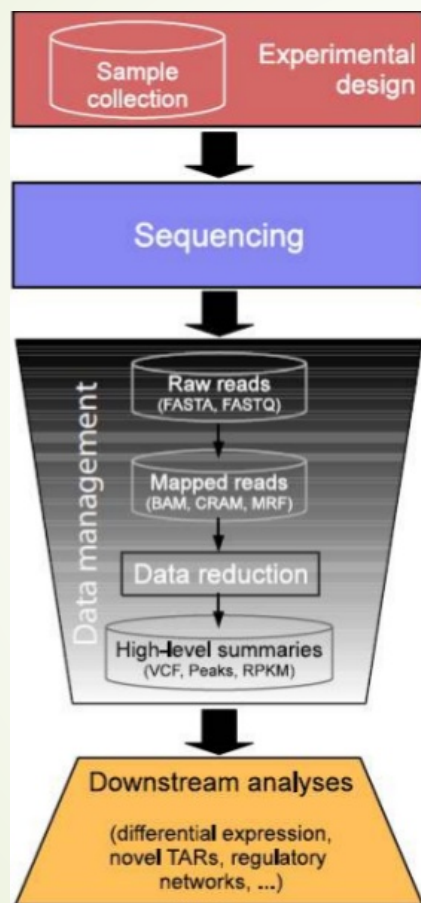 Sample
collection
Experimental
design
Sequencing
Data management
Raw reads
(FASTA, FASTQ)
Mapped reads
(BAM, CRAM, MRF)
Data reduction
High-level summaries
(VCF, Peaks, RPKM)
Downstream analyses
(differential expression,
novel TARs, regulatory
networks, ...)